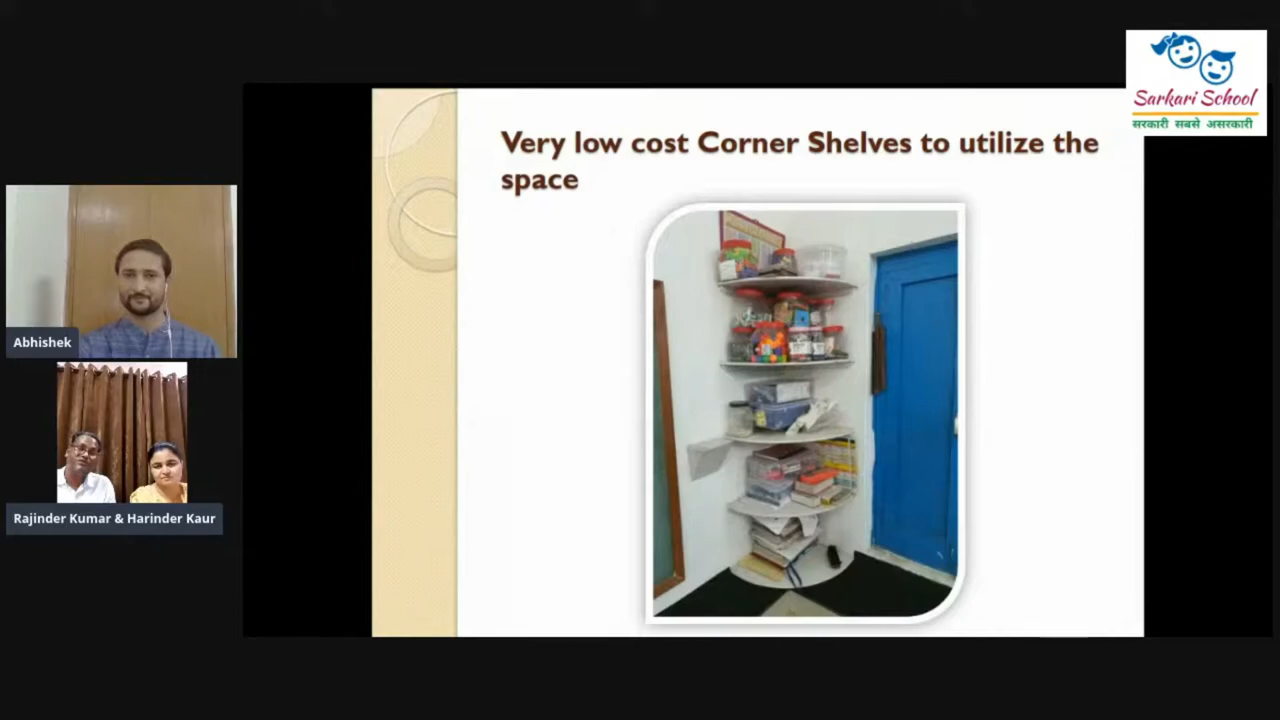 Sarkari School
सरकारी सबसे असरकारी
Very low cost Corner Shelves to utilize the
space
Abhishek
Rajinder Kumar & Harinder Kaur